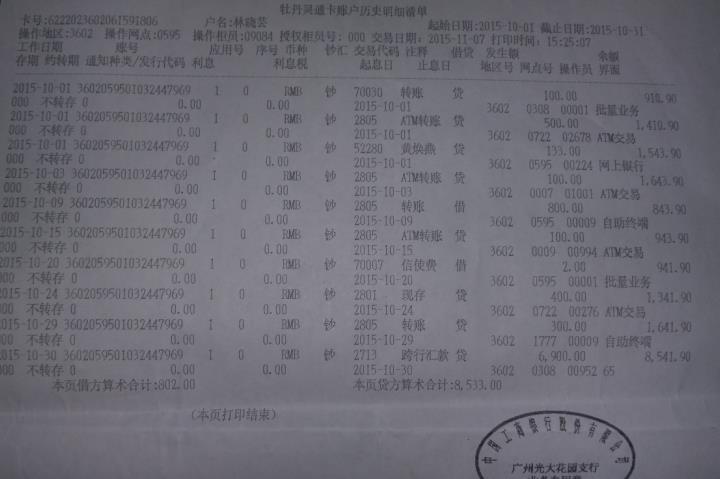 牡丹灵通卡账户历史明细清单
卡号:6222023602061591806 户名:林晓芸 起始日期:2015-10-01 截止日期:2015-10-31
操作地区:3602 操作网点:0595 操作柜员:09084 授权柜员号: 000 交易日期:2015-11-07 打印时间:15:25:07
工作日期 账号 应用号 序号 币种 钞汇 交易代码 注释 借贷 发生额 余额
存期 约转期 通知种类/发行代码 利息 利息税 起息日 止息日 地区号 网点号 操作员 界面
2015-10-01 3602059501032447969 1 0 RMB 钞 70030 转账 贷 100.00 910.90
000 不转存 0 0.00 0.00 2015-10-01 3602 0308 00001 批量业务
2015-10-01 3602059501032447969 1 0 RMB 钞 2805 ATM转账 贷 500.00 1,410.90
000 不转存 0 0.00 0.00 2015-10-01 3602 0722 02678 ATM交易
2015-10-01 3602059501032447969 1 0 RMB 钞 52280 黄焕燕 贷 133.00 1,543.90
000 不转存 0 0.00 0.00 2015-10-01 3602 0595 00224 网上银行
2015-10-03 3602059501032447969 1 0 RMB 钞 2805 ATM转账 贷 100.00 1,643.90
000 不转存 0 0.00 0.00 2015-10-03 3602 0007 01001 ATM交易
2015-10-09 3602059501032447969 1 0 RMB 钞 2805 转账 借 800.00 843.90
000 不转存 0 0.00 0.00 2015-10-09 3602 0595 00009 自助终端
2015-10-15 3602059501032447969 1 0 RMB 钞 2805 ATM转账 贷 100.00 943.90
000 不转存 0 0.00 0.00 2015-10-15 3602 0009 00994 ATM交易
2015-10-20 3602059501032447969 1 0 RMB 钞 70007 信使费 借 2.00 941.90
000 不转存 0 0.00 0.00 2015-10-20 3602 0595 00001 批量业务
2015-10-24 3602059501032447969 1 0 RMB 钞 2801 现存 贷 400.00 1,341.90
000 不转存 0 0.00 0.00 2015-10-24 3602 0722 00276 ATM交易
2015-10-29 3602059501032447969 1 0 RMB 钞 2805 转账 贷 300.00 1,641.90
000 不转存 0 0.00 0.00 2015-10-29 3602 1777 00009 自助终端
2015-10-30 3602059501032447969 1 0 RMB 钞 2713 跨行汇款 贷 6,900.00 8,541.90
000 不转存 0 0.00 0.00 2015-10-30 3602 0308 00952 65
本页借方算术合计:802.00 本页贷方算术合计:8,533.00
(本页打印结束)
中国工商银行股份有限公司
广州光大花园支行